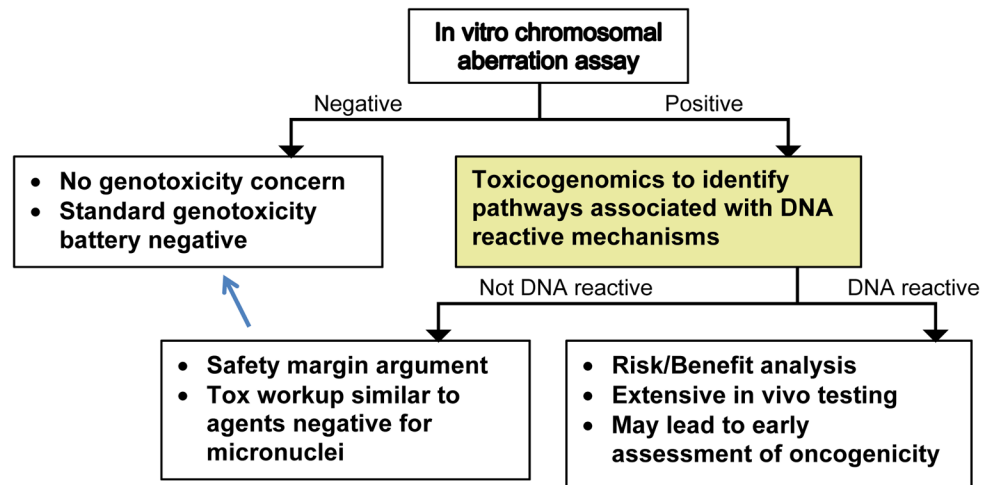 In vitro chromosomal
aberration assay
Negative
Positive
• No genotoxicity concern
• Standard genotoxicity
battery negative
Toxicogenomics to identify
pathways associated with DNA
reactive mechanisms
Not DNA reactive
DNA reactive
• Safety margin argument
• Tox workup similar to
agents negative for
micronuclei
• Risk/Benefit analysis
• Extensive in vivo testing
• May lead to early
assessment of oncogenicity